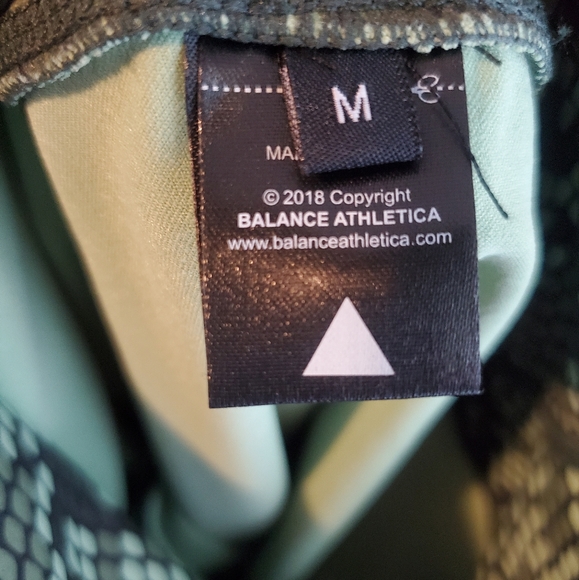 M
© 2018 Copyright
BALANCE ATHLETICA
www.balanceathletica.com